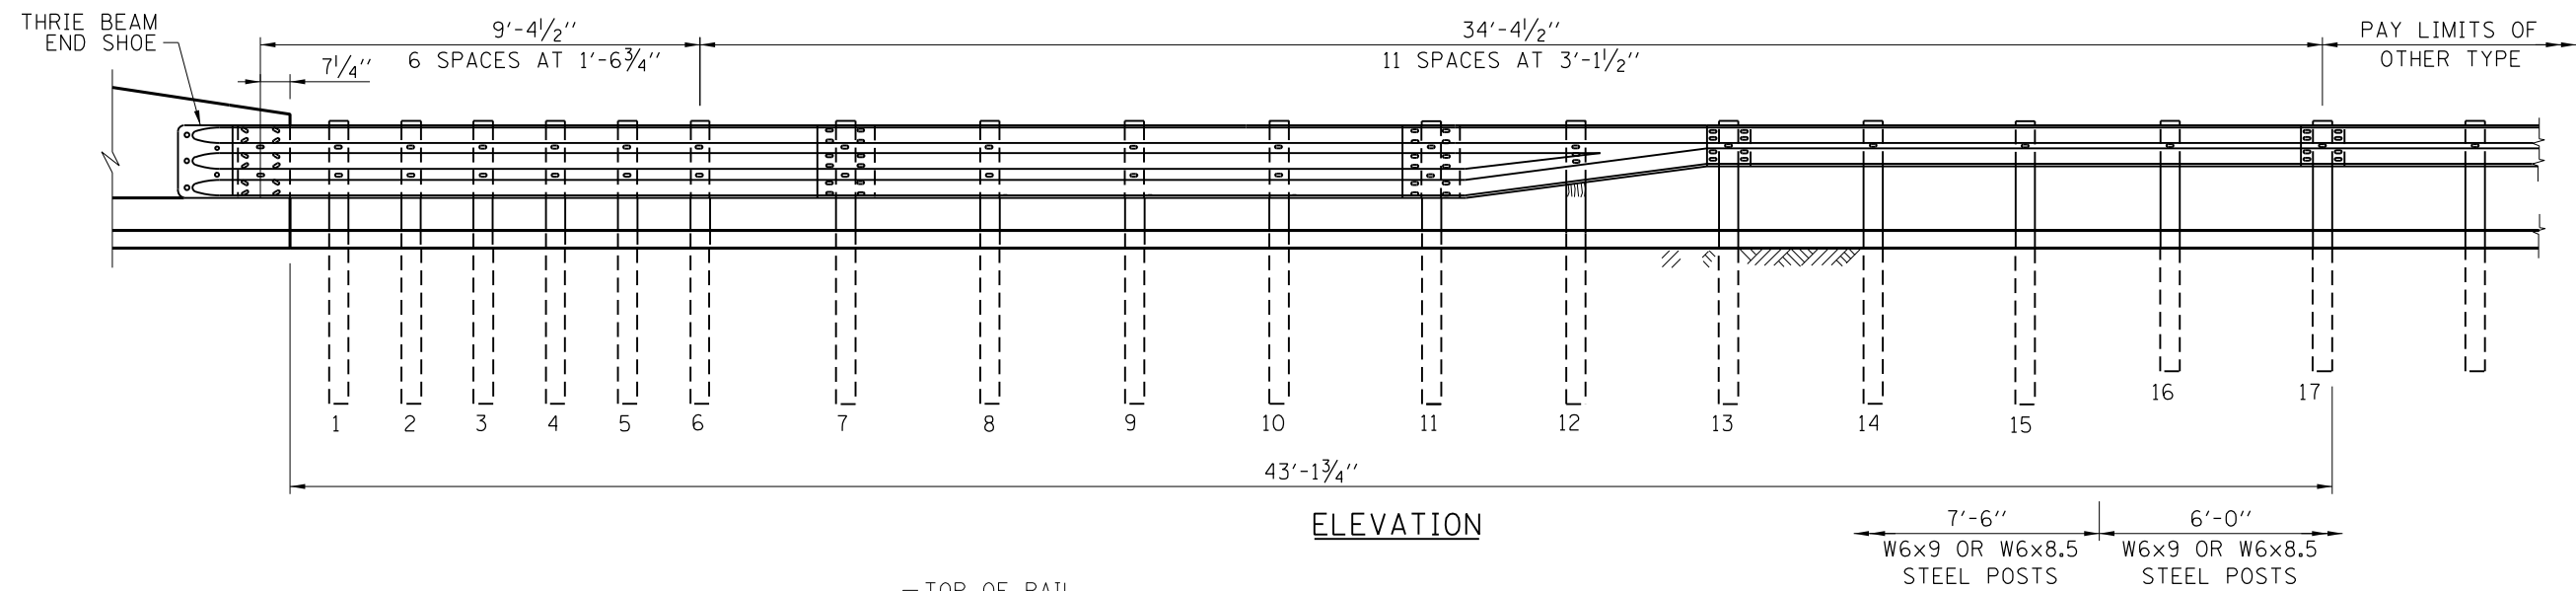 THRIE BEAM
END SHOE
9'-4½"
6 SPACES AT 1'-6¾"
7¼"
34'-4½"
11 SPACES AT 3'-1½"
PAY LIMITS OF
OTHER TYPE
1 2 3 4 5 6 7 8 9 10 11 12 13 14 15 16 17
43'-1¾"
ELEVATION
7'-6"
W6x9 OR W6x8.5
STEEL POSTS
6'-0"
W6x9 OR W6x8.5
STEEL POSTS
TOP OF RAIL